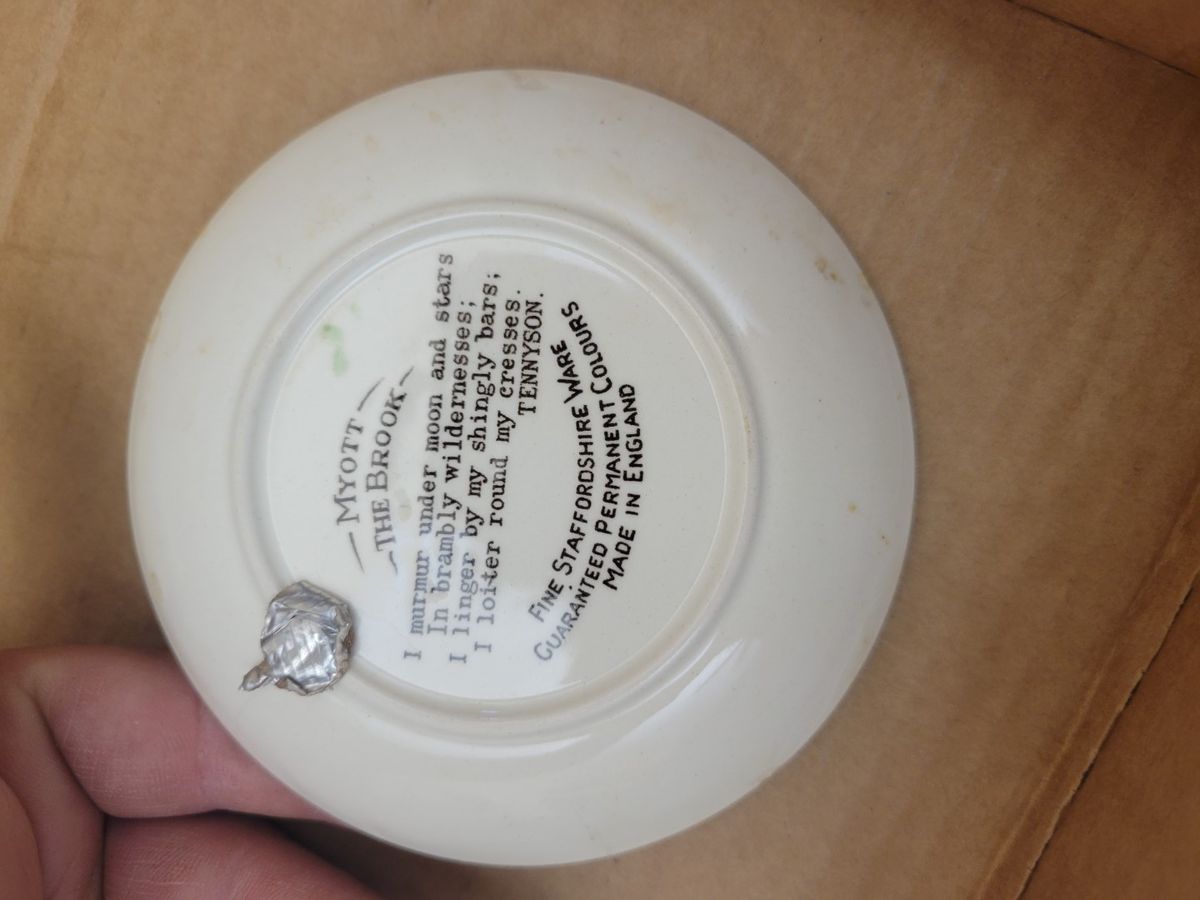 MYOTT
THE BROOK
I murmur under moon and stars
In brambly wildernesses;
I linger by my shingly bars;
I loiter round my cresses.
TENNYSON.
FINE STAFFORDSHIRE WARE
GUARANTEED PERMANENT COLOURS
MADE IN ENGLAND